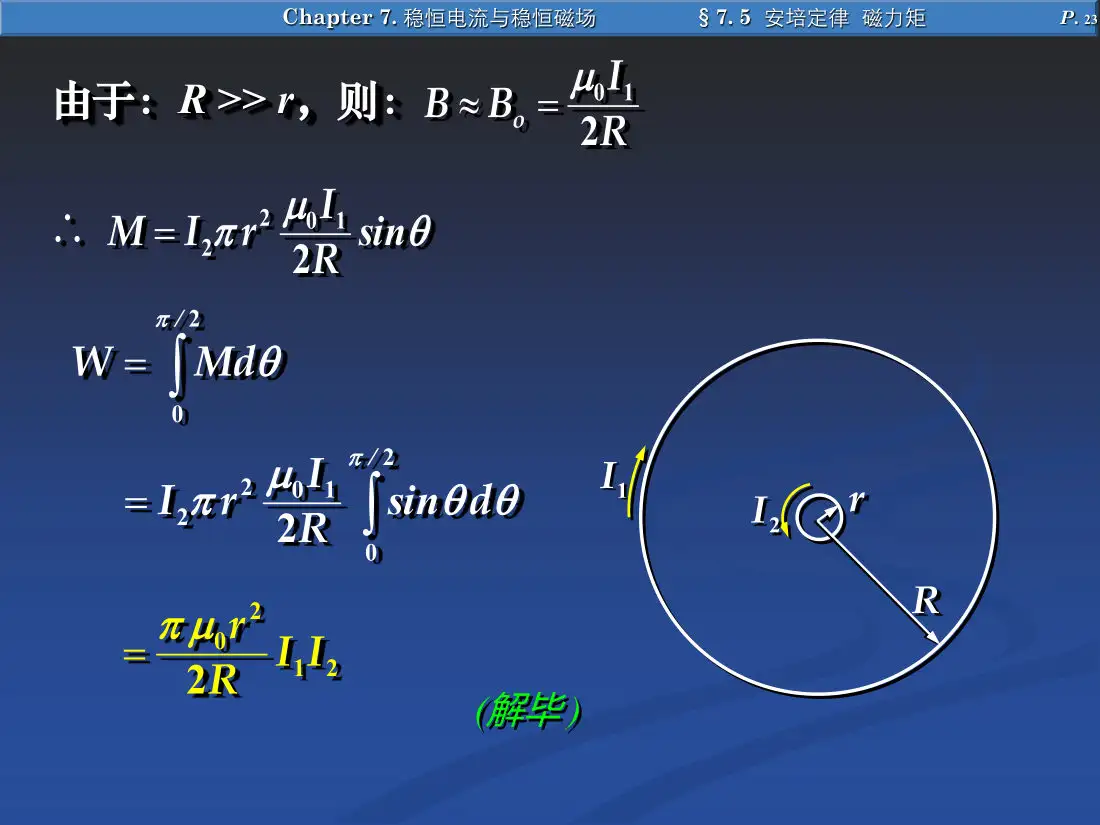 Chapter 7. 稳恒电流与稳恒磁场 §7.5 安培定律 磁力矩 P. 23
由于：R >> r，则：B ≈ B_o = μ₀I₁ / 2R
∴ M = I₂πr² μ₀I₁ / 2R sinθ
W = ∫₀^{π/2} Mdθ
= I₂πr² μ₀I₁ / 2R ∫₀^{π/2} sinθdθ
= πμ₀r² / 2R I₁I₂
(解毕)
I₁
I₂
r
R